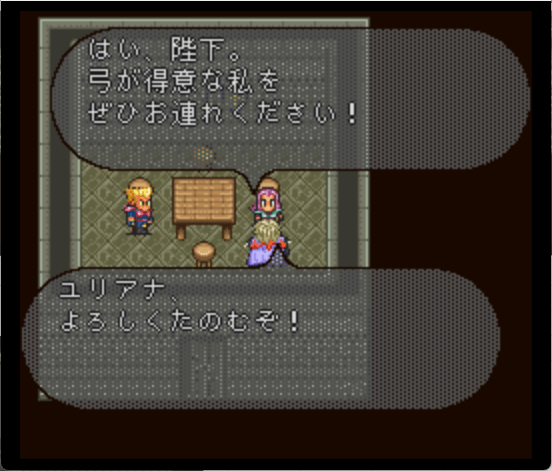 はい、陛下。
弓が得意な私を
ぜひお連れください！
ユリアナ、
よろしくたのむぞ！